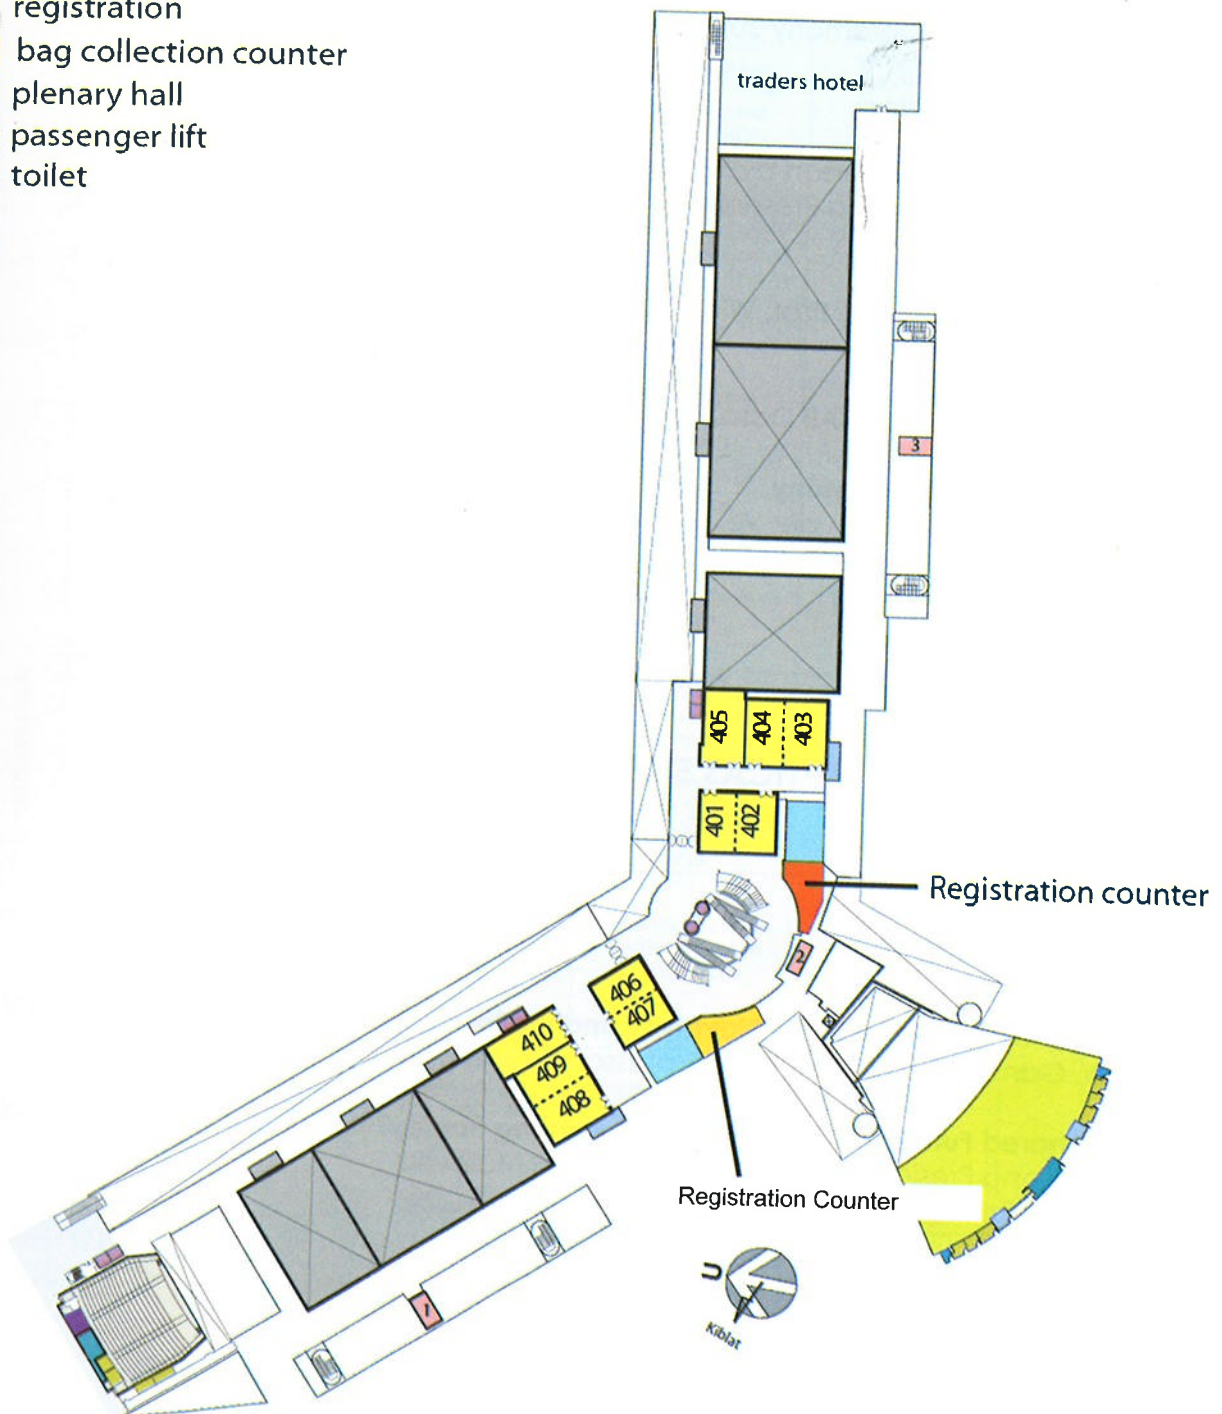 registration
bag collection counter
plenary hall
passenger lift
toilet
traders hotel
3
405
404
403
401
402
Registration counter
2
406
407
410
409
408
Registration Counter
1
U
Kiblat